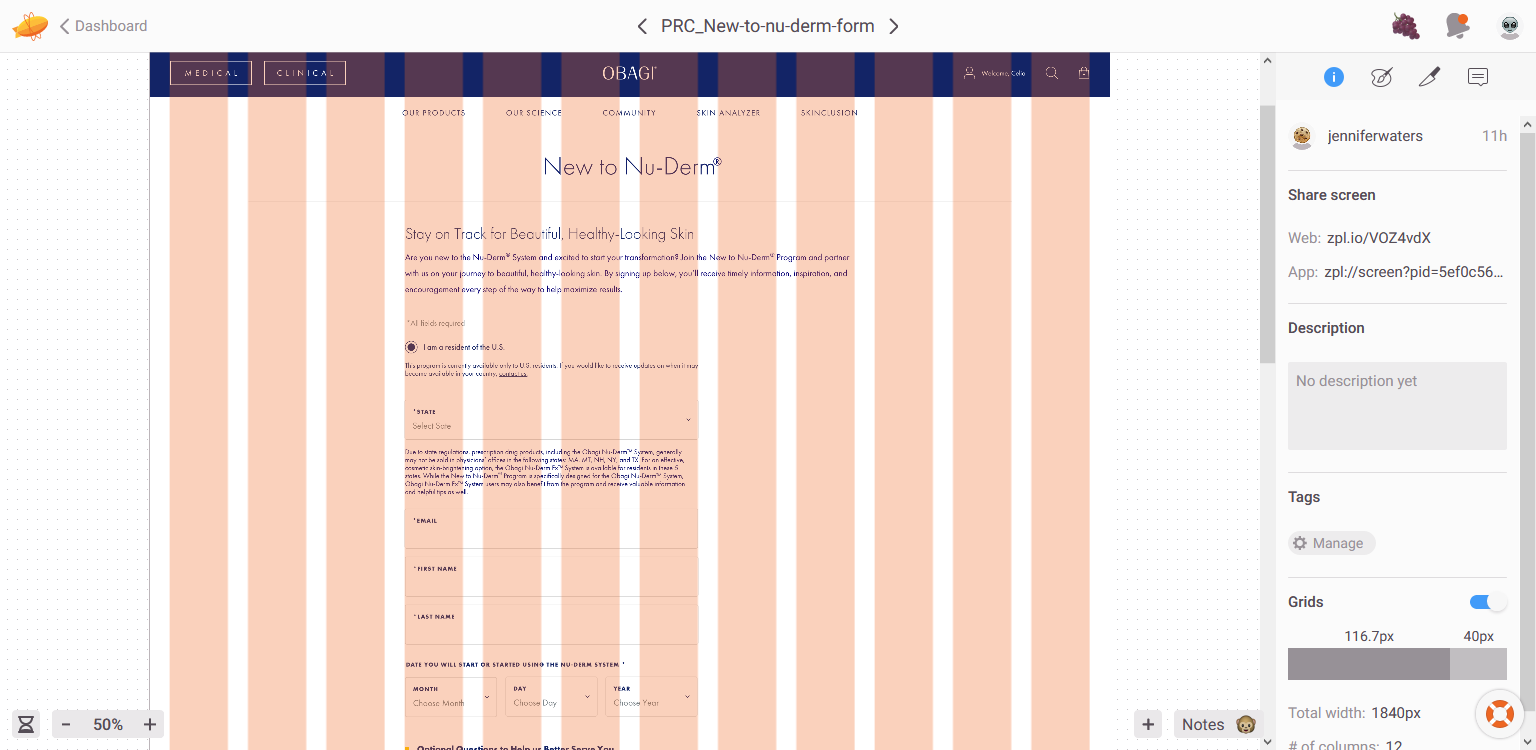 Dashboard
PRC_New-to-nu-derm-form
MEDICAL
CLINICAL
OBAGI
Welcome, Celia
OUR PRODUCTS
OUR SCIENCE
COMMUNITY
SKIN ANALYZER
SKINCLUSION
New to Nu-Derm®
Stay on Track for Beautiful, Healthy-Looking Skin
Are you new to the Nu-Derm® System and excited to start your transformation? Join the New to Nu-Derm® Program and partner
with us on your journey to beautiful, healthy-looking skin. By signing up below, you'll receive timely information, inspiration, and
encouragement every step of the way to help maximize results.
*All fields required
I am a resident of the U.S.
This program is currently available only to U.S. residents. If you would like to receive updates on when it may
become available in your country, contact us.
*STATE
Select State
Due to state regulations, prescription drug products, including the Obagi Nu-Derm™ System, generally
may not be sold in physicians' offices in the following states: MA, MT, NH, NY, and TX. For an effective,
cosmetic skin-brightening option, the Obagi Nu-Derm Fx™ System is available for residents in these 5
states. While the New to Nu-Derm™ Program is specifically designed for the Obagi Nu-Derm™ System,
Obagi Nu-Derm Fx™ System users may also benefit from the program and receive valuable information
and helpful tips as well.
*EMAIL
*FIRST NAME
*LAST NAME
DATE YOU WILL START OR STARTED USING THE NU-DERM SYSTEM *
MONTH
Choose Month
DAY
Choose Day
YEAR
Choose Year
Optional Questions to Help us Better Serve You
50%
Notes
jenniferwaters
11h
Share screen
Web: zpl.io/VOZ4vdX
App: zpl://screen?pid=5ef0c56...
Description
No description yet
Tags
Manage
Grids
116.7px
40px
Total width: 1840px
# of columns: 12